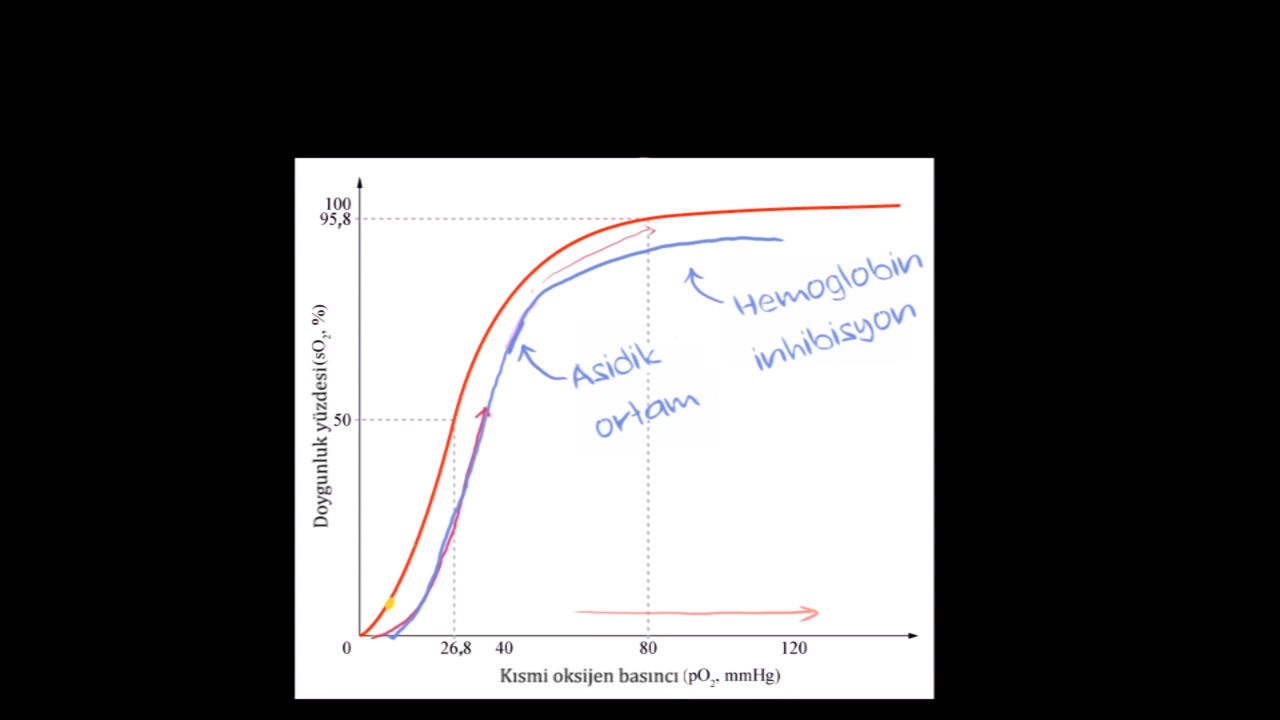 100
95,8
Hemoglobin
inhibisyon
Asidik
ortam
50
Doygunluk yüzdesi(sO₂, %)
0
26,8
40
80
120
Kısmi oksijen basıncı (pO₂, mmHg)